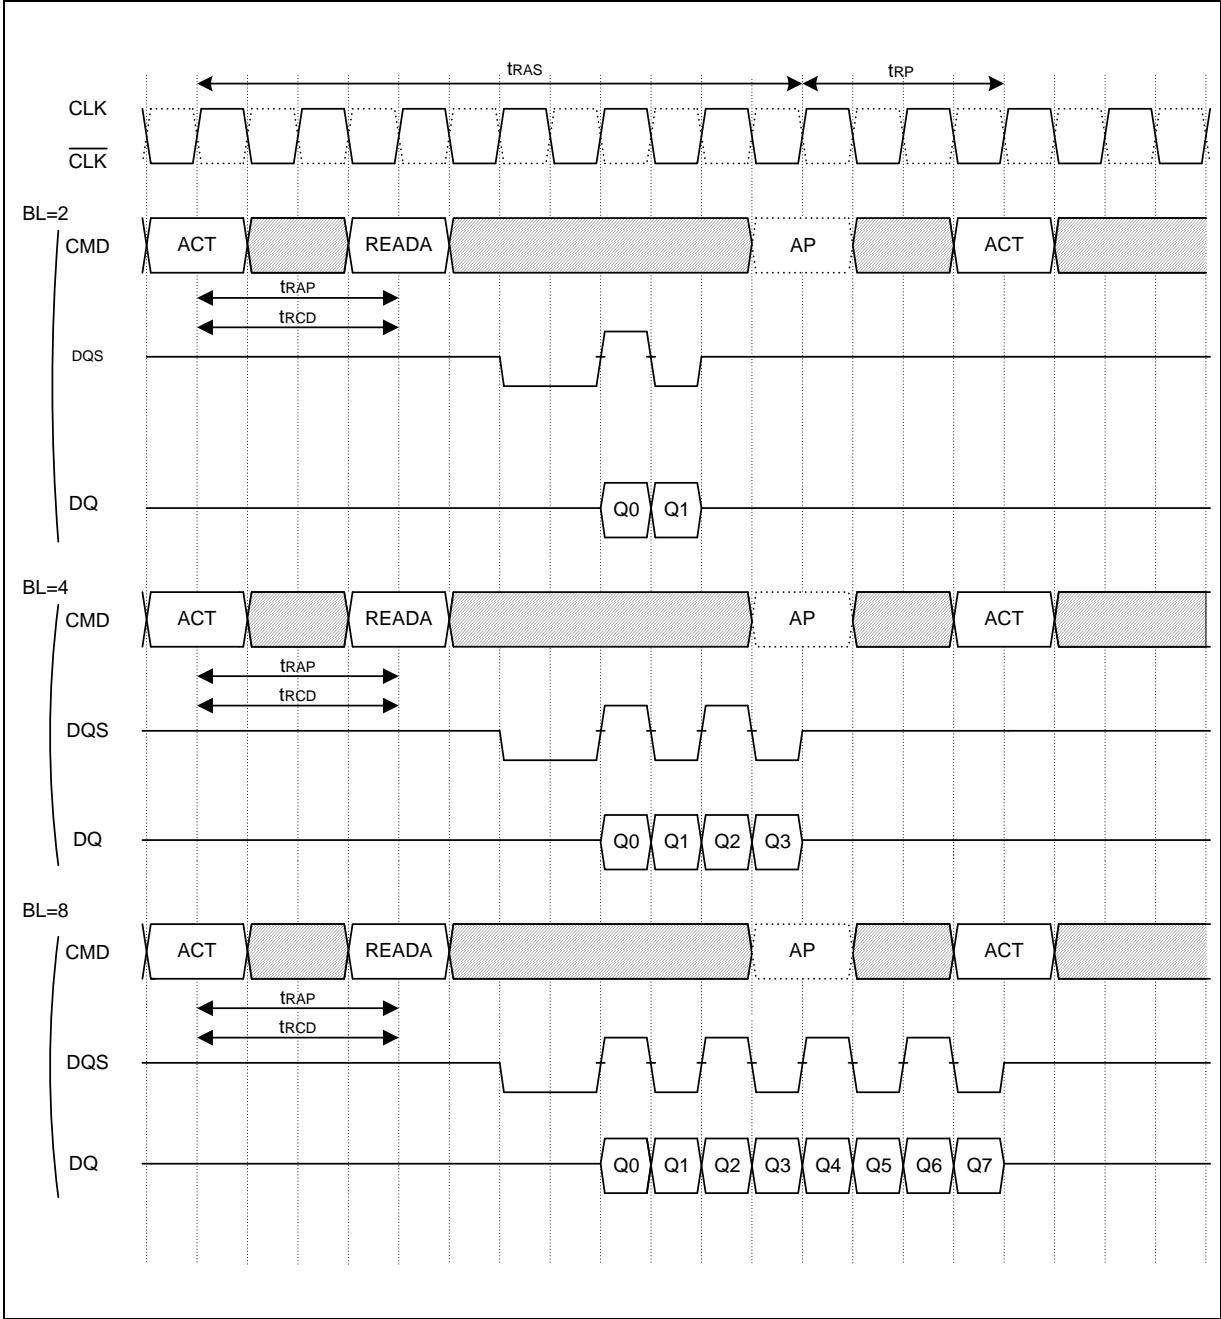 tRAS tRP
CLK
CLK
BL=2
CMD ACT READA AP ACT
tRAP
tRCD
DQS
DQ Q0 Q1
BL=4
CMD ACT READA AP ACT
tRAP
tRCD
DQS
DQ Q0 Q1 Q2 Q3
BL=8
CMD ACT READA AP ACT
tRAP
tRCD
DQS
DQ Q0 Q1 Q2 Q3 Q4 Q5 Q6 Q7